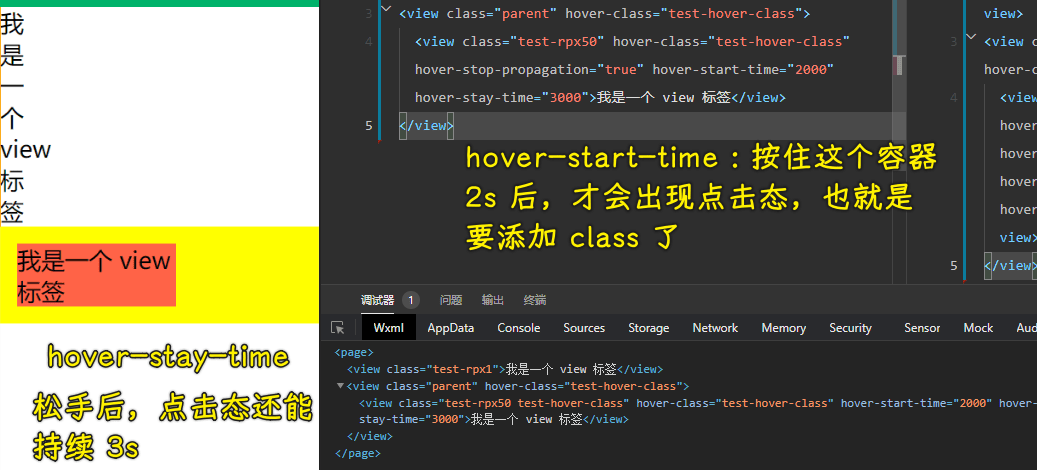 我
是
一
个
view
标
签
我是一个 view
标签
hover-stay-time
松手后，点击态还能
持续 3s
3 <view class="parent" hover-class="test-hover-class">
4 <view class="test-rpx50" hover-class="test-hover-class"
hover-stop-propagation="true" hover-start-time="2000"
hover-stay-time="3000">我是一个 view 标签</view>
5 </view>
hover-start-time：按住这个容器
2s 后，才会出现点击态，也就是
要添加 class 了
view>
3 <view c
hover-c
4 <view
hover
hover
hover
hover
view>
5 </view>
调试器 1 问题 输出 终端
Wxml AppData Console Sources Storage Network Memory Security Sensor Mock Aud
<page>
<view class="test-rpx1">我是一个 view 标签</view>
<view class="parent" hover-class="test-hover-class">
<view class="test-rpx50 test-hover-class" hover-class="test-hover-class" hover-start-time="2000" hover-
stay-time="3000">我是一个 view 标签</view>
</view>
</page>